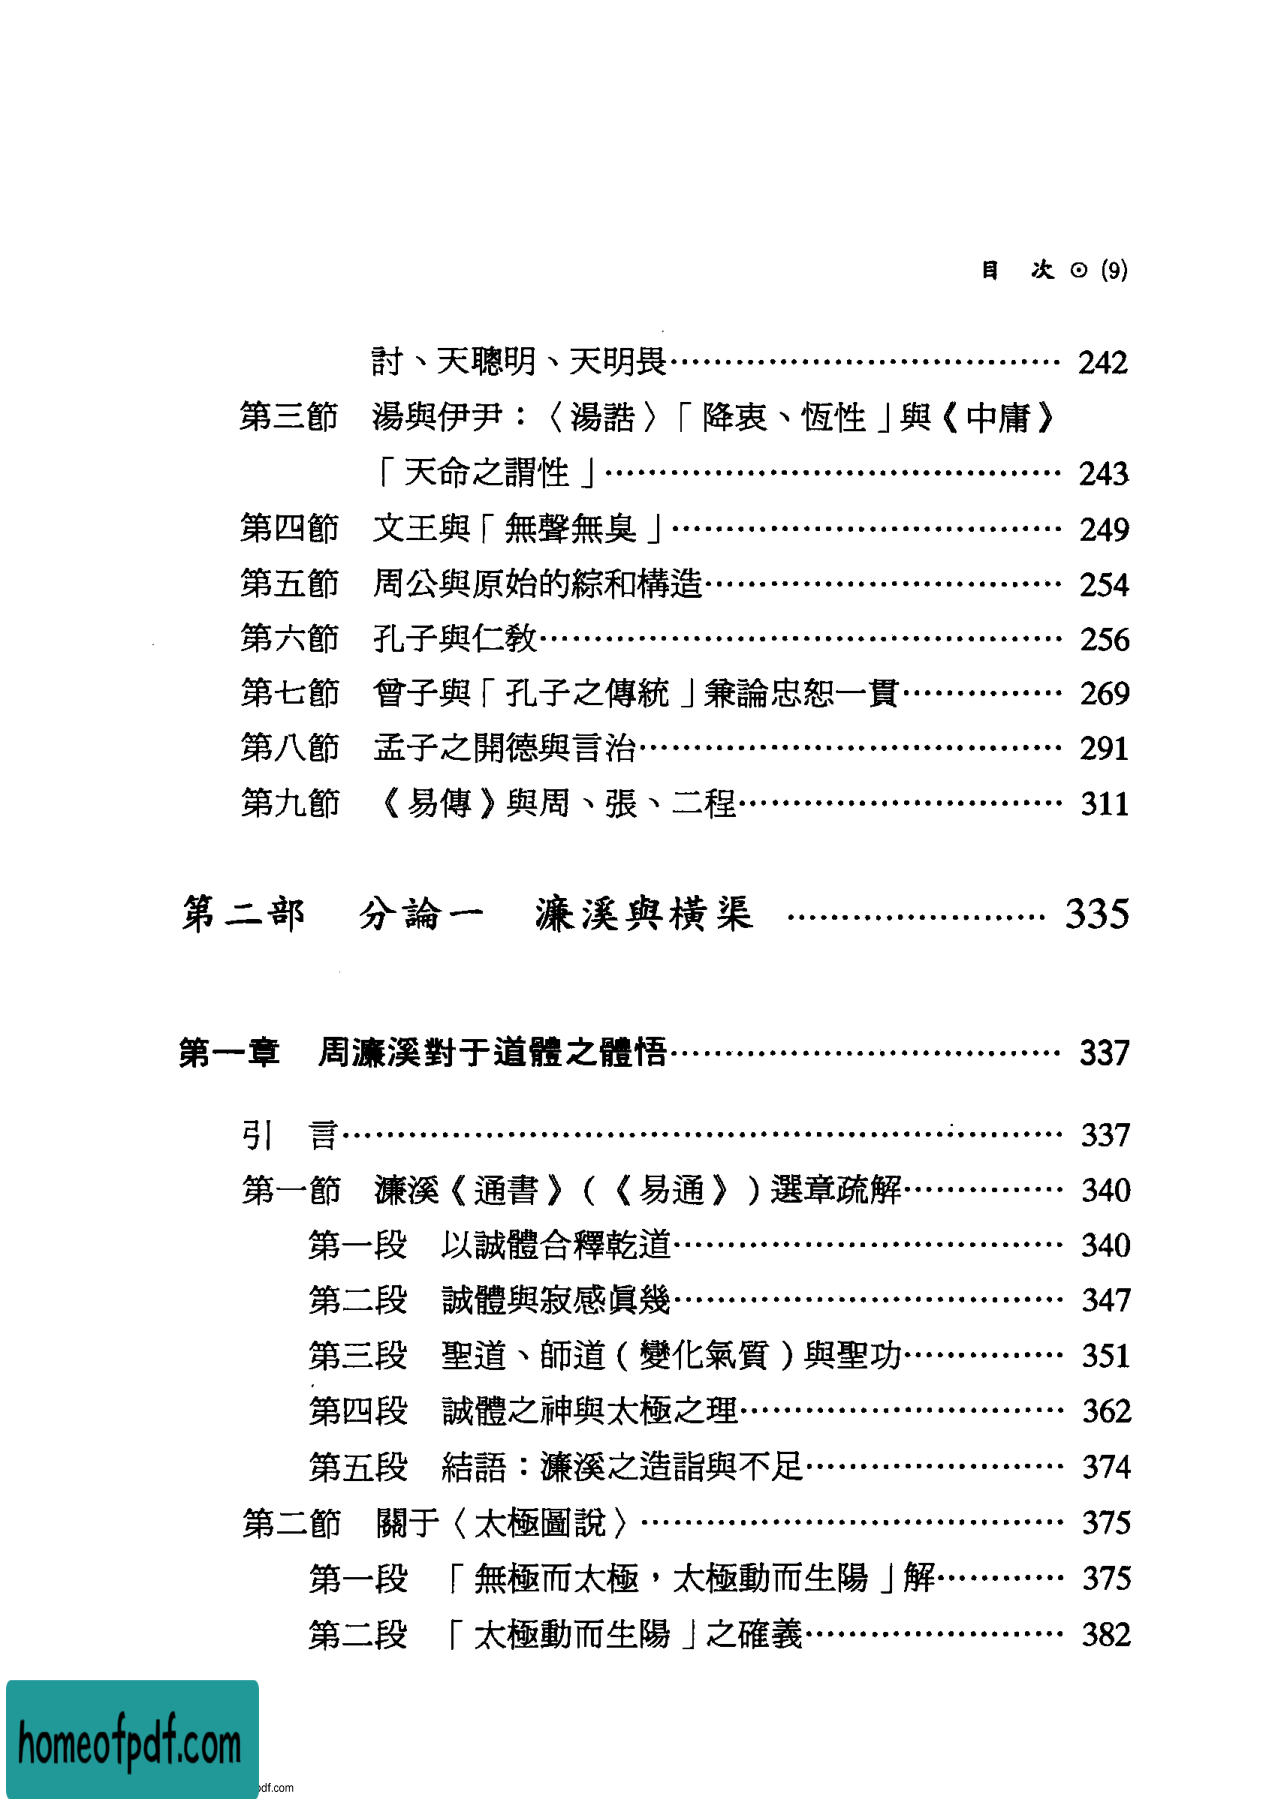 目　次⊙(9)
討、天聰明、天明畏…………………………………… 242
第三節　湯與伊尹：〈湯誥〉「降衷、恆性」與《中庸》
「天命之謂性」………………………………………… 243
第四節　文王與「無聲無臭」………………………………… 249
第五節　周公與原始的綜和構造……………………………… 254
第六節　孔子與仁敎…………………………………………… 256
第七節　曾子與「孔子之傳統」兼論忠恕一貫…………… 269
第八節　孟子之開德與言治…………………………………… 291
第九節　《易傳》與周、張、二程…………………………… 311
第二部　分論一　濂溪與橫渠 …………………… 335
第一章　周濂溪對于道體之體悟……………………………… 337
引　言……………………………………………………………… 337
第一節　濂溪《通書》(《易通》)選章疏解…………… 340
第一段　以誠體合釋乾道……………………………… 340
第二段　誠體與寂感眞幾……………………………… 347
第三段　聖道、師道(變化氣質)與聖功…………… 351
第四段　誠體之神與太極之理………………………… 362
第五段　結語：濂溪之造詣與不足…………………… 374
第二節　關于〈太極圖說〉…………………………………… 375
第一段　「無極而太極，太極動而生陽」解………… 375
第二段　「太極動而生陽」之確義…………………… 382
homeofpdf.com
pdf.com